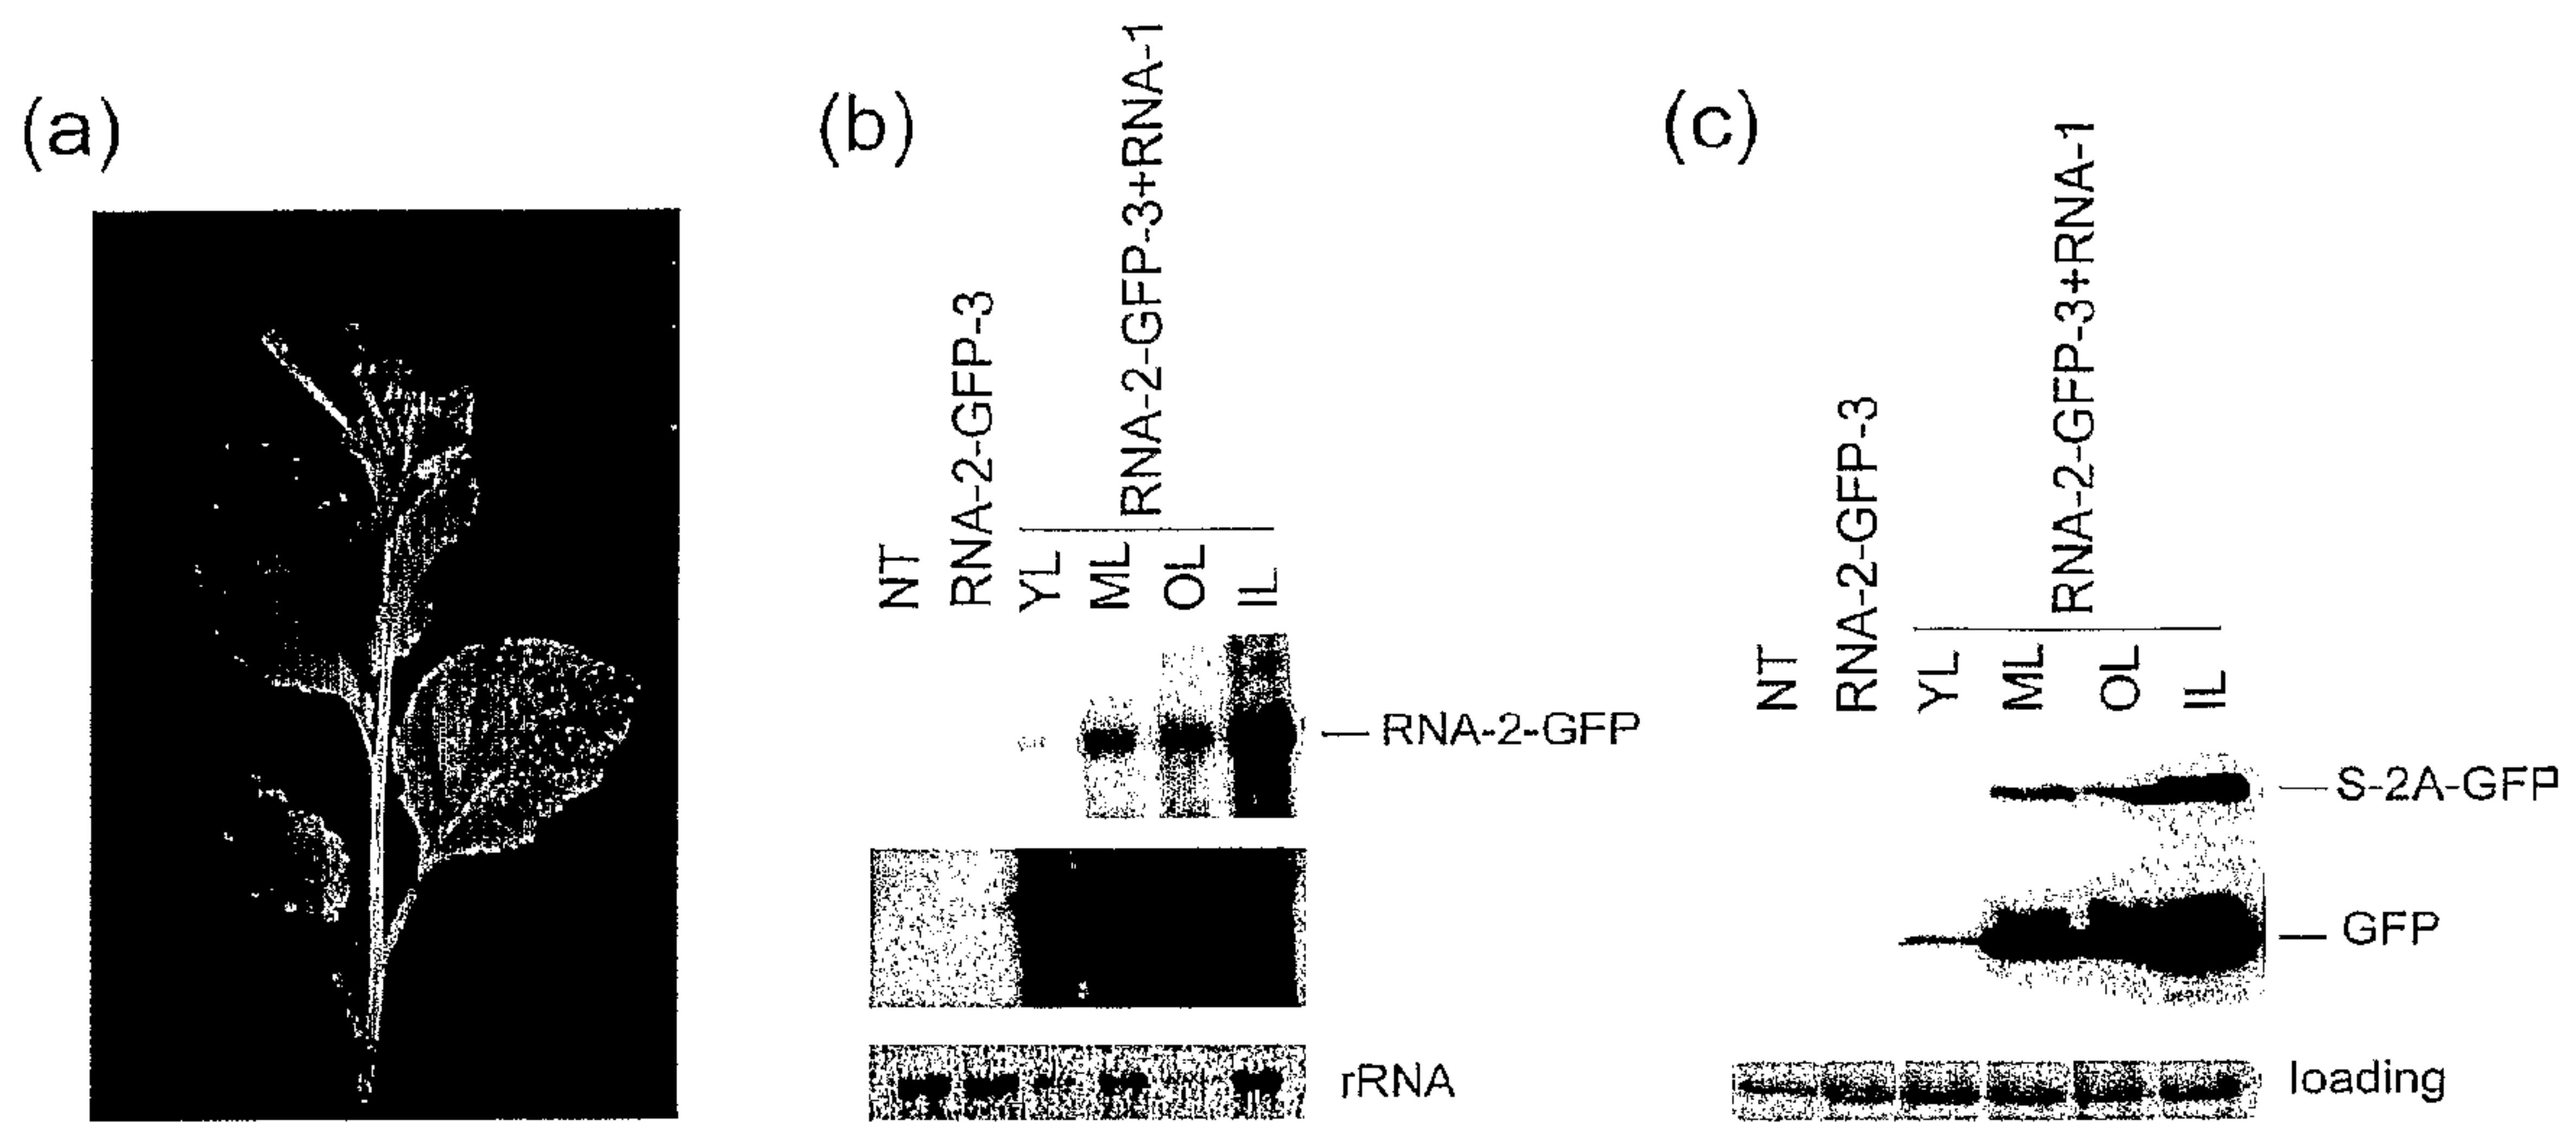 (a)
(b)
NT
RNA-2-GFP-3
RNA-2-GFP-3+RNA-1
YL
ML
OL
IL
RNA-2-GFP
rRNA
(c)
NT
RNA-2-GFP-3
RNA-2-GFP-3+RNA-1
YL
ML
OL
IL
S-2A-GFP
GFP
loading